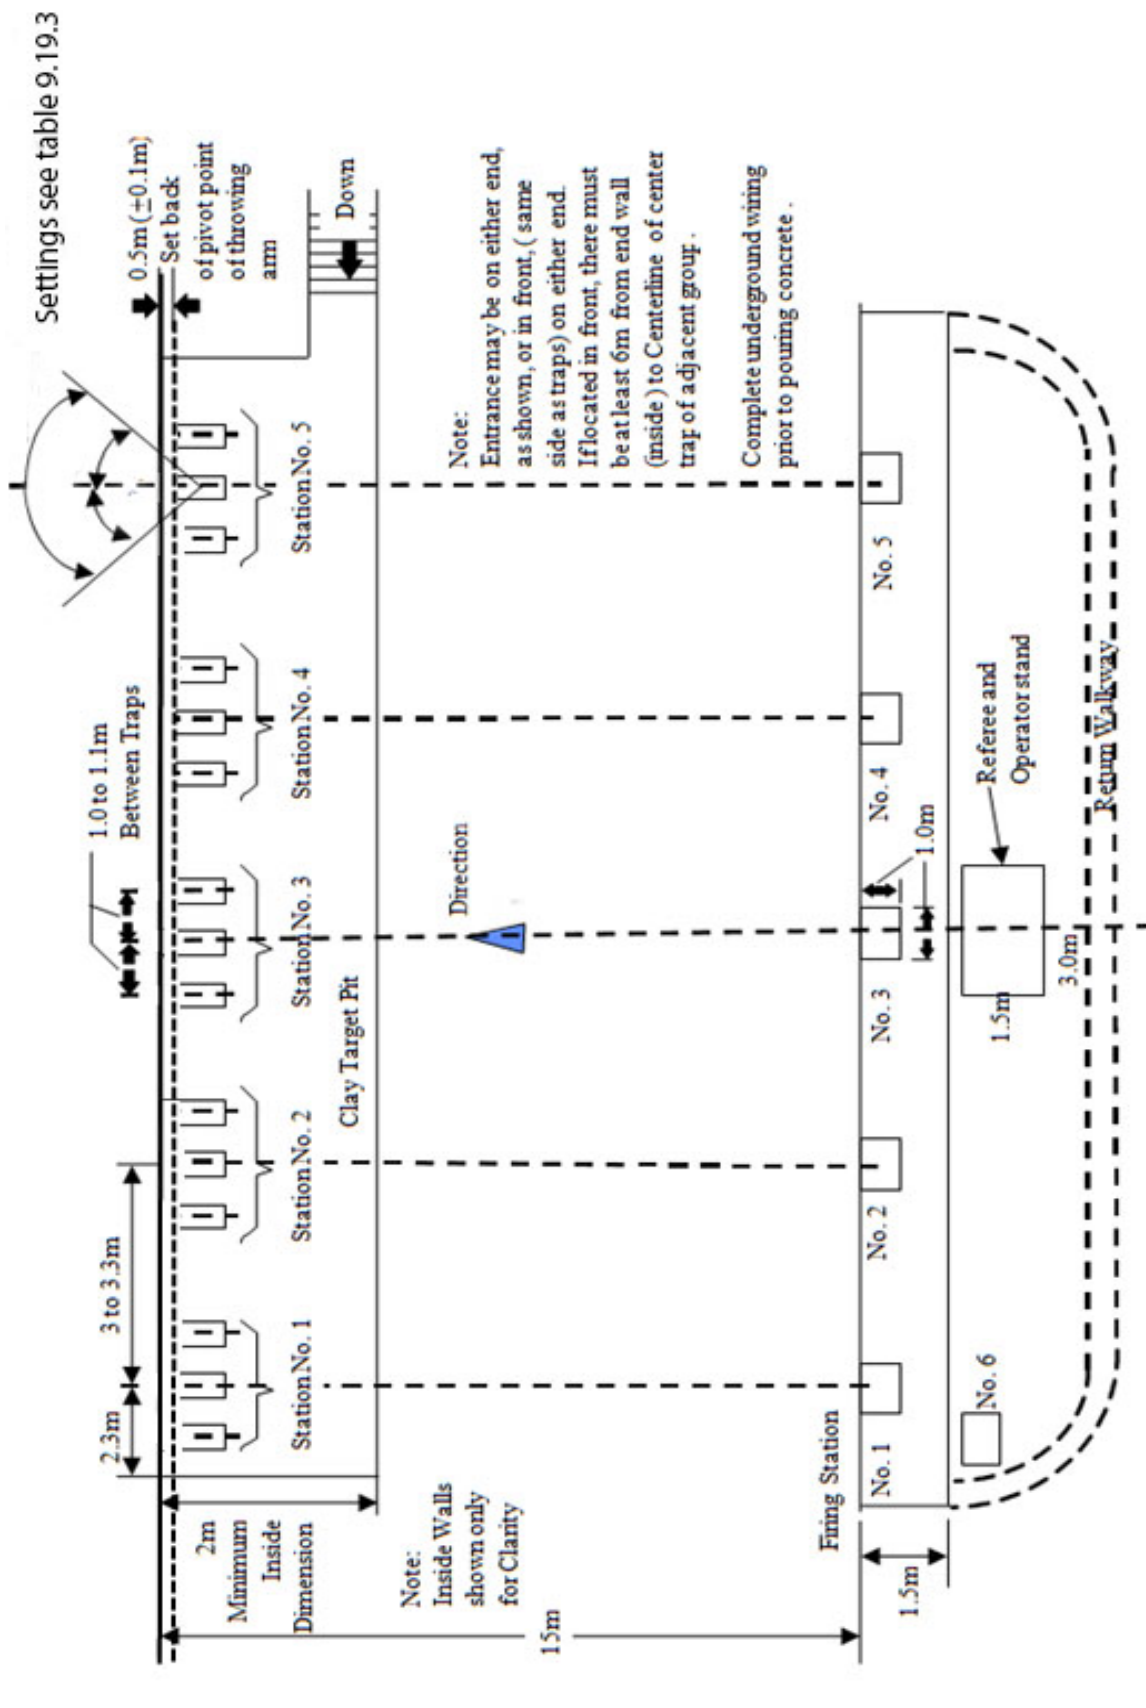 Settings see table 9.19.3
0.5m (±0.1m)
Set back
of pivot point
of throwing
arm
Down
1.0 to 1.1m
Between Traps
3 to 3.3m
2.3m
Station No. 1
Station No. 2
Station No. 3
Station No. 4
Station No. 5
Clay Target Pit
2m
Minimum
Inside
Dimension
Note:
Inside Walls
shown only
for Clarity
Direction
Note:
Entrance may be on either end,
as shown, or in front, ( same
side as traps) on either end.
If located in front, there must
be at least 6m from end wall
(inside ) to Centerline of center
trap of adjacent group .
Complete underground wiring
prior to pouring concrete .
15m
Firing Station
No. 1
No. 2
No. 3
No. 4
No. 5
1.0m
1.5m
No. 6
1.5m
3.0m
Referee and
Operator stand
Return Walkway